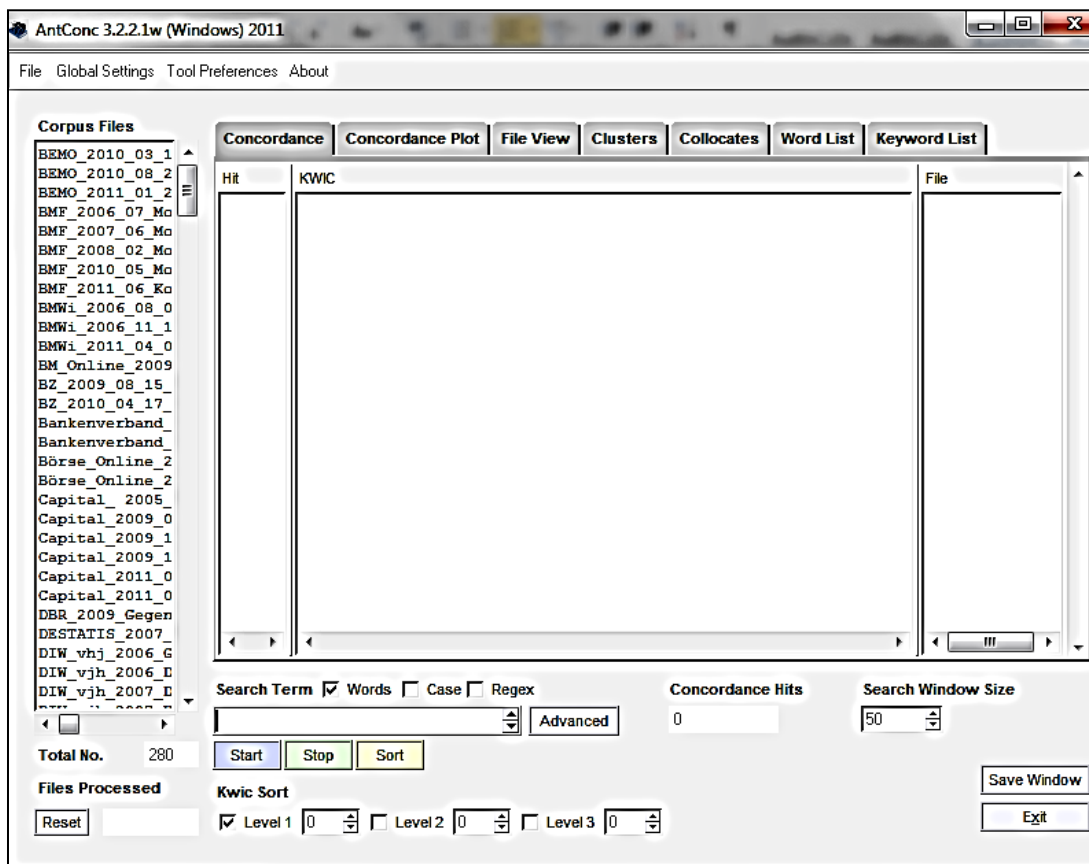 AntConc 3.2.2.1w (Windows) 2011
File Global Settings Tool Preferences About
Corpus Files
BEMO_2010_03_1
BEMO_2010_08_2
BEMO_2011_01_2
BMF_2006_07_Mo
BMF_2007_06_Mo
BMF_2008_02_Mo
BMF_2010_05_Mo
BMF_2011_06_Ko
BMWi_2006_08_0
BMWi_2006_11_1
BMWi_2011_04_0
BM_Online_2009
BZ_2009_08_15_
BZ_2010_04_17_
Bankenverband_
Bankenverband_
Börse_Online_2
Börse_Online_2
Capital_ 2005_
Capital_2009_0
Capital_2009_1
Capital_2009_1
Capital_2011_0
Capital_2011_0
DBR_2009_Gegen
DESTATIS_2007_
DIW_vhj_2006_G
DIW_vjh_2006_D
DIW_vjh_2007_D
Total No. 280
Files Processed
Reset
Concordance Concordance Plot File View Clusters Collocates Word List Keyword List
Hit KWIC File
Search Term Words Case Regex Concordance Hits Search Window Size
Advanced 0 50
Start Stop Sort
Kwic Sort
Level 1 0 Level 2 0 Level 3 0
Save Window
Exit